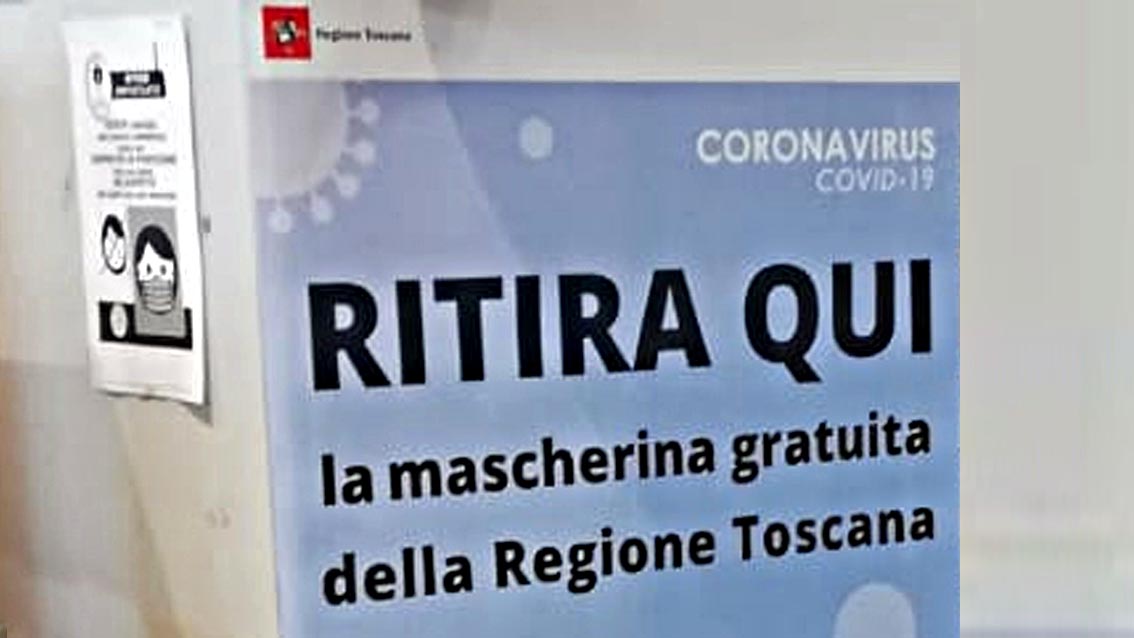 Regione Toscana
CORONAVIRUS
COVID-19
RITIRA QUI
la mascherina gratuita
della Regione Toscana